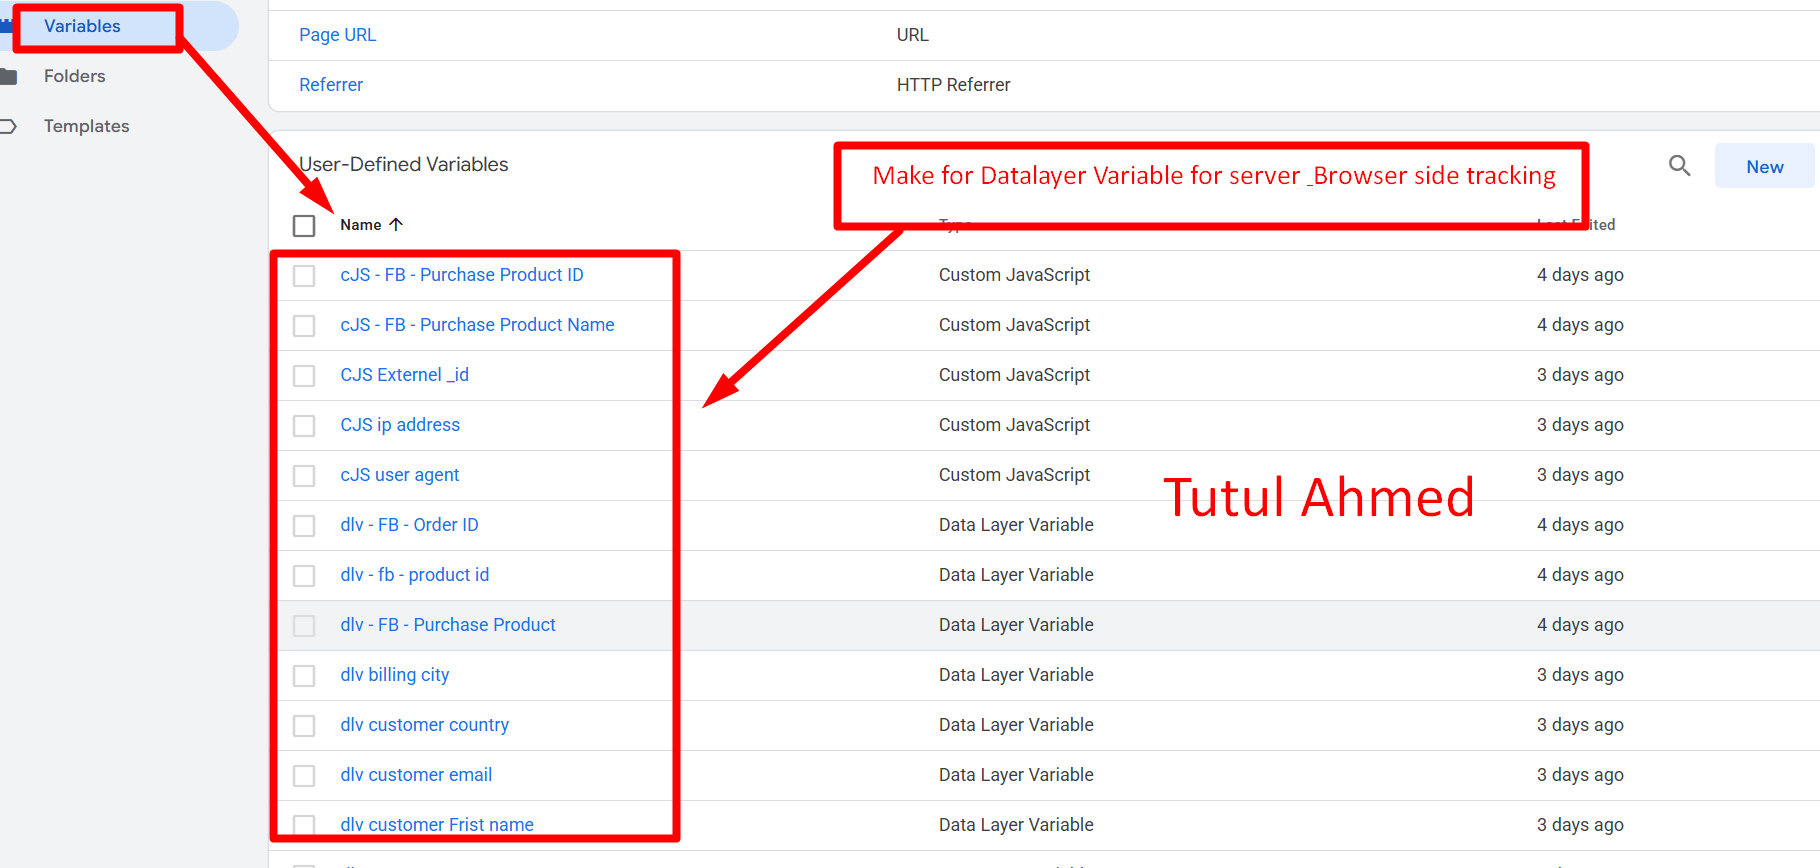 Variables
Folders
Templates
Page URL URL
Referrer HTTP Referrer
User-Defined Variables
Make for Datalayer Variable for server _Browser side tracking
New
Name Type Last Edited
cJS - FB - Purchase Product ID Custom JavaScript 4 days ago
cJS - FB - Purchase Product Name Custom JavaScript 4 days ago
CJS Externel _id Custom JavaScript 3 days ago
CJS ip address Custom JavaScript 3 days ago
cJS user agent Custom JavaScript 3 days ago
Tutul Ahmed
dlv - FB - Order ID Data Layer Variable 4 days ago
dlv - fb - product id Data Layer Variable 4 days ago
dlv - FB - Purchase Product Data Layer Variable 4 days ago
dlv billing city Data Layer Variable 3 days ago
dlv customer country Data Layer Variable 3 days ago
dlv customer email Data Layer Variable 3 days ago
dlv customer Frist name Data Layer Variable 3 days ago